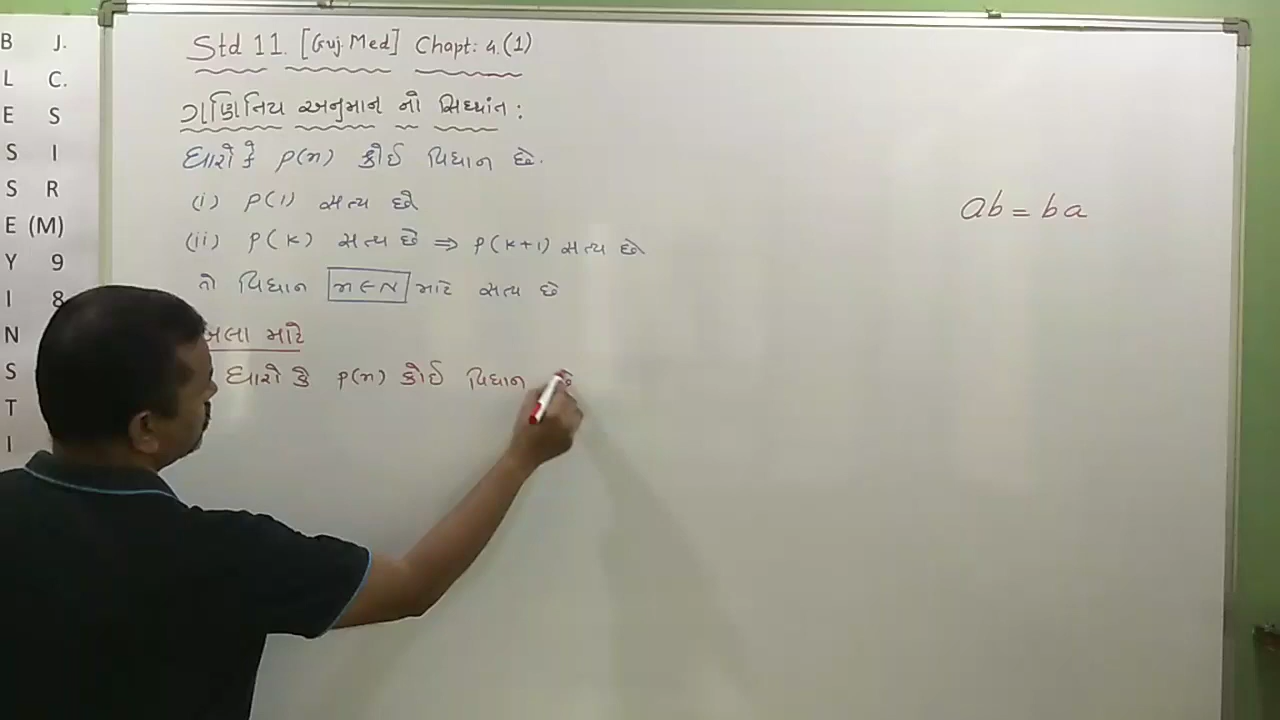 Std 11. [Guj. Med] Chapt: 4.(1)
ગાણિતિય અનુમાન નો સિધ્ધાંત :
ધારો કે P(n) કોઈ વિધાન છે.
(i) P(1) સત્ય છે
(ii) P(k) સત્ય છે ⇒ P(k+1) સત્ય છે
તો વિધાન n∈N માટે સત્ય છે
માટે
ધારો કે P(n) કોઈ વિધાન છે
ab = ba
B L E S S E Y I N S T I
J. C. S I R (M) 9 8